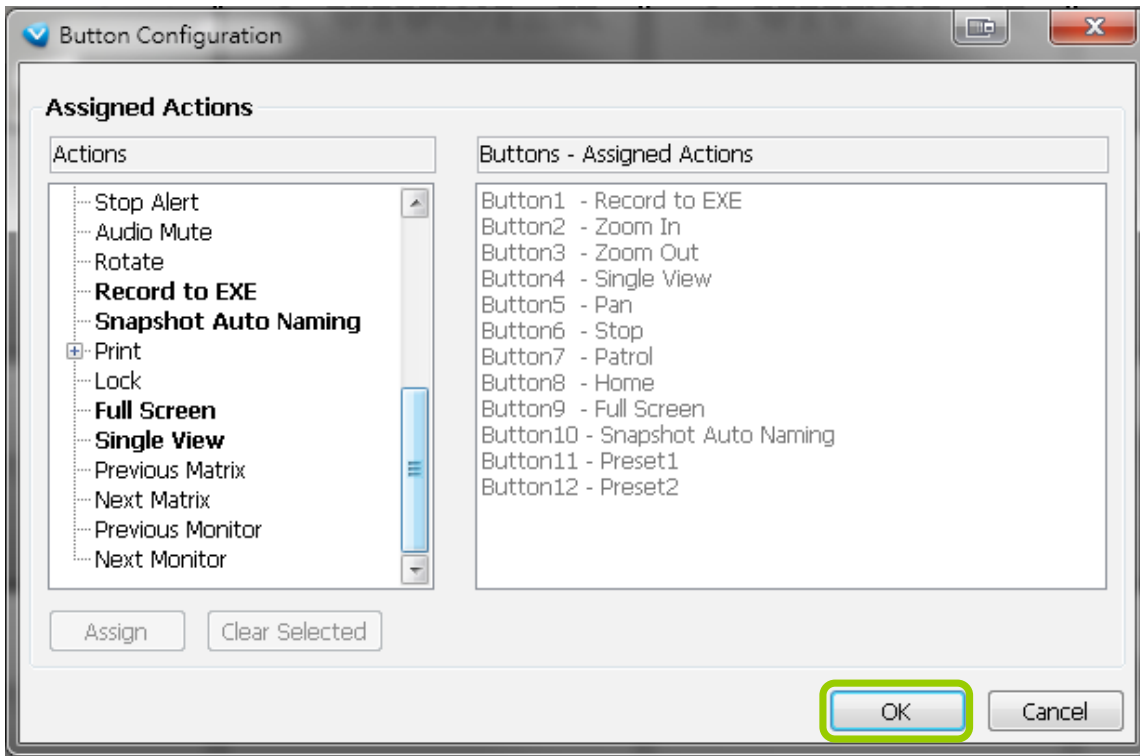 Button Configuration
Assigned Actions
Actions
Stop Alert
Audio Mute
Rotate
Record to EXE
Snapshot Auto Naming
Print
Lock
Full Screen
Single View
Previous Matrix
Next Matrix
Previous Monitor
Next Monitor
Buttons - Assigned Actions
Button1 - Record to EXE
Button2 - Zoom In
Button3 - Zoom Out
Button4 - Single View
Button5 - Pan
Button6 - Stop
Button7 - Patrol
Button8 - Home
Button9 - Full Screen
Button10 - Snapshot Auto Naming
Button11 - Preset1
Button12 - Preset2
Assign
Clear Selected
OK
Cancel